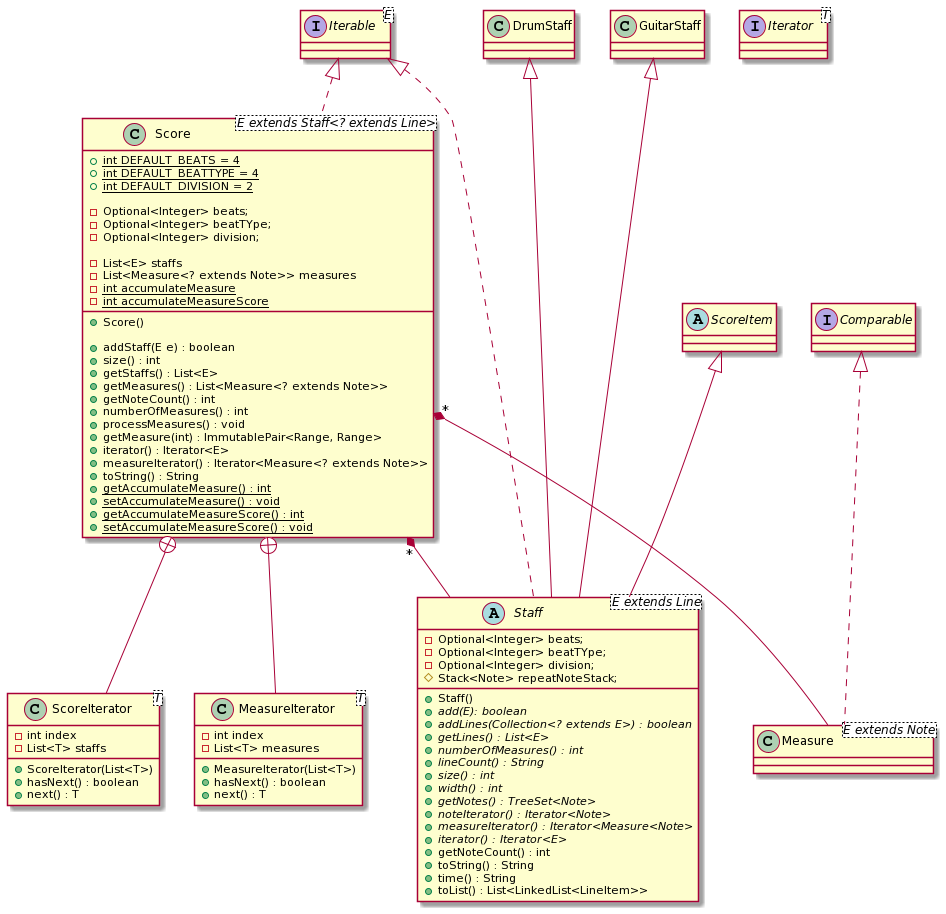 I Iterable E
C DrumStaff
C GuitarStaff
I Iterator T
C Score E extends Staff<? extends Line>
int DEFAULT_BEATS = 4
int DEFAULT_BEATTYPE = 4
int DEFAULT_DIVISION = 2
Optional<Integer> beats;
Optional<Integer> beatTYpe;
Optional<Integer> division;
List<E> staffs
List<Measure<? extends Note>> measures
int accumulateMeasure
int accumulateMeasureScore
Score()
addStaff(E e) : boolean
size() : int
getStaffs() : List<E>
getMeasures() : List<Measure<? extends Note>>
getNoteCount() : int
numberOfMeasures() : int
processMeasures() : void
getMeasure(int) : ImmutablePair<Range, Range>
iterator() : Iterator<E>
measureIterator() : Iterator<Measure<? extends Note>>
toString() : String
getAccumulateMeasure() : int
setAccumulateMeasure() : void
getAccumulateMeasureScore() : int
setAccumulateMeasureScore() : void
A ScoreItem
I Comparable
*
*
A Staff E extends Line
Optional<Integer> beats;
Optional<Integer> beatTYpe;
Optional<Integer> division;
Stack<Note> repeatNoteStack;
Staff()
add(E): boolean
addLines(Collection<? extends E>) : boolean
getLines() : List<E>
numberOfMeasures() : int
lineCount() : String
size() : int
width() : int
getNotes() : TreeSet<Note>
noteIterator() : Iterator<Note>
measureIterator() : Iterator<Measure<Note>
iterator() : Iterator<E>
getNoteCount() : int
toString() : String
time() : String
toList() : List<LinkedList<LineItem>>
C ScoreIterator T
int index
List<T> staffs
ScoreIterator(List<T>)
hasNext() : boolean
next() : T
C MeasureIterator T
int index
List<T> measures
MeasureIterator(List<T>)
hasNext() : boolean
next() : T
C Measure E extends Note